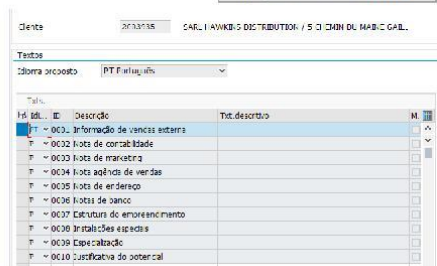 Cliente 2003935 SARL HAWKINS DISTRIBUTION / 5 CHEMIN DU MAINE GAIL..
Textos
Idioma proposto PT Português
Idi... ID Descrição Txt.descritivo M.
PT 0001 Informação de vendas externa
P 0002 Nota de contabilidade
P 0003 Nota de marketing
P 0004 Nota agência de vendas
P 0005 Nota de endereço
P 0006 Notas de banco
P 0007 Estrutura do empreendimento
P 0008 Instalações especiais
P 0009 Especialização
P 0010 Justificativa do potencial